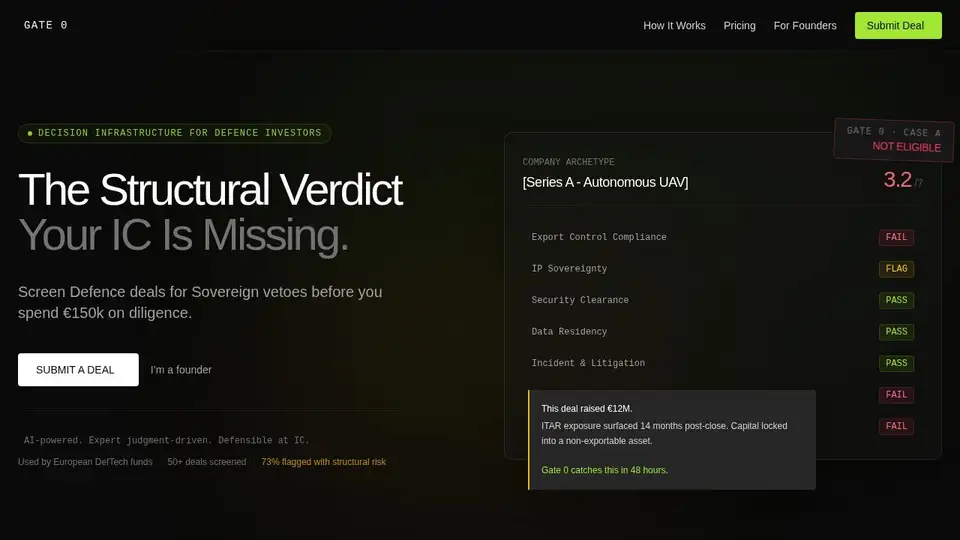 GATE 0
How It Works
Pricing
For Founders
Submit Deal
DECISION INFRASTRUCTURE FOR DEFENCE INVESTORS
The Structural Verdict
Your IC Is Missing.
Screen Defence deals for Sovereign vetoes before you
spend €150k on diligence.
SUBMIT A DEAL
I'm a founder
AI-powered. Expert judgment-driven. Defensible at IC.
Used by European DefTech funds
50+ deals screened
73% flagged with structural risk
GATE 0 · CASE A
NOT ELIGIBLE
COMPANY ARCHETYPE
[Series A - Autonomous UAV]
3.2 /7
Export Control Compliance
FAIL
IP Sovereignty
FLAG
Security Clearance
PASS
Data Residency
PASS
Incident & Litigation
PASS
FAIL
FAIL
This deal raised €12M.
ITAR exposure surfaced 14 months post-close. Capital locked
into a non-exportable asset.
Gate 0 catches this in 48 hours.